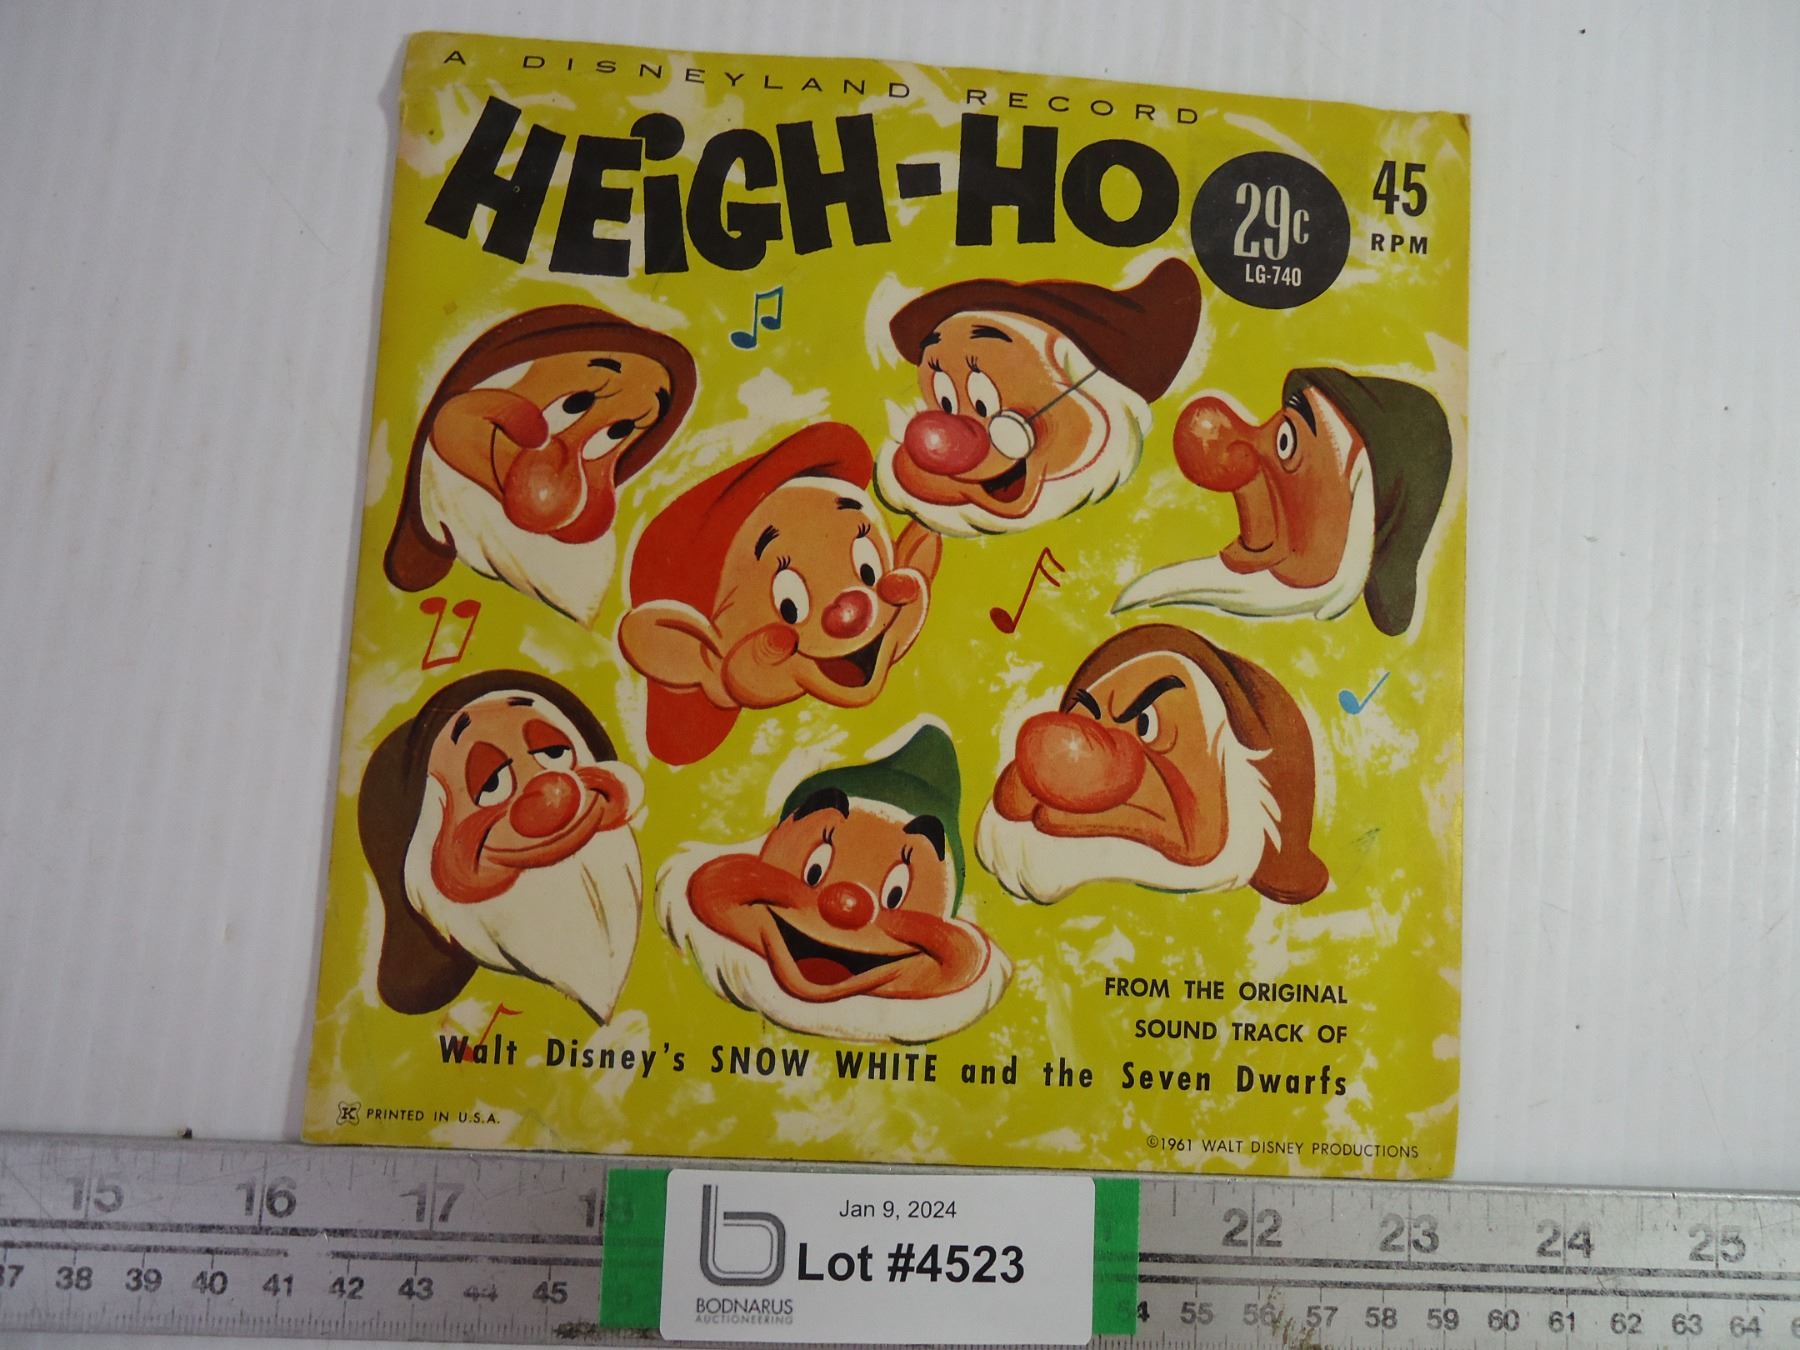 A DISNEYLAND RECORD
HEiGH-HO
29c
LG-740
45
RPM
FROM THE ORIGINAL
SOUND TRACK OF
Walt Disney's SNOW WHITE and the Seven Dwarfs
K PRINTED IN U.S.A.
©1961 WALT DISNEY PRODUCTIONS
15 16 17 18 22 23 24 25
37 38 39 40 41 42 43 44 45 54 55 56 57 58 59 60 61 62 63 64
Jan 9, 2024
Lot #4523
b
BODNARUS
AUCTIONEERING